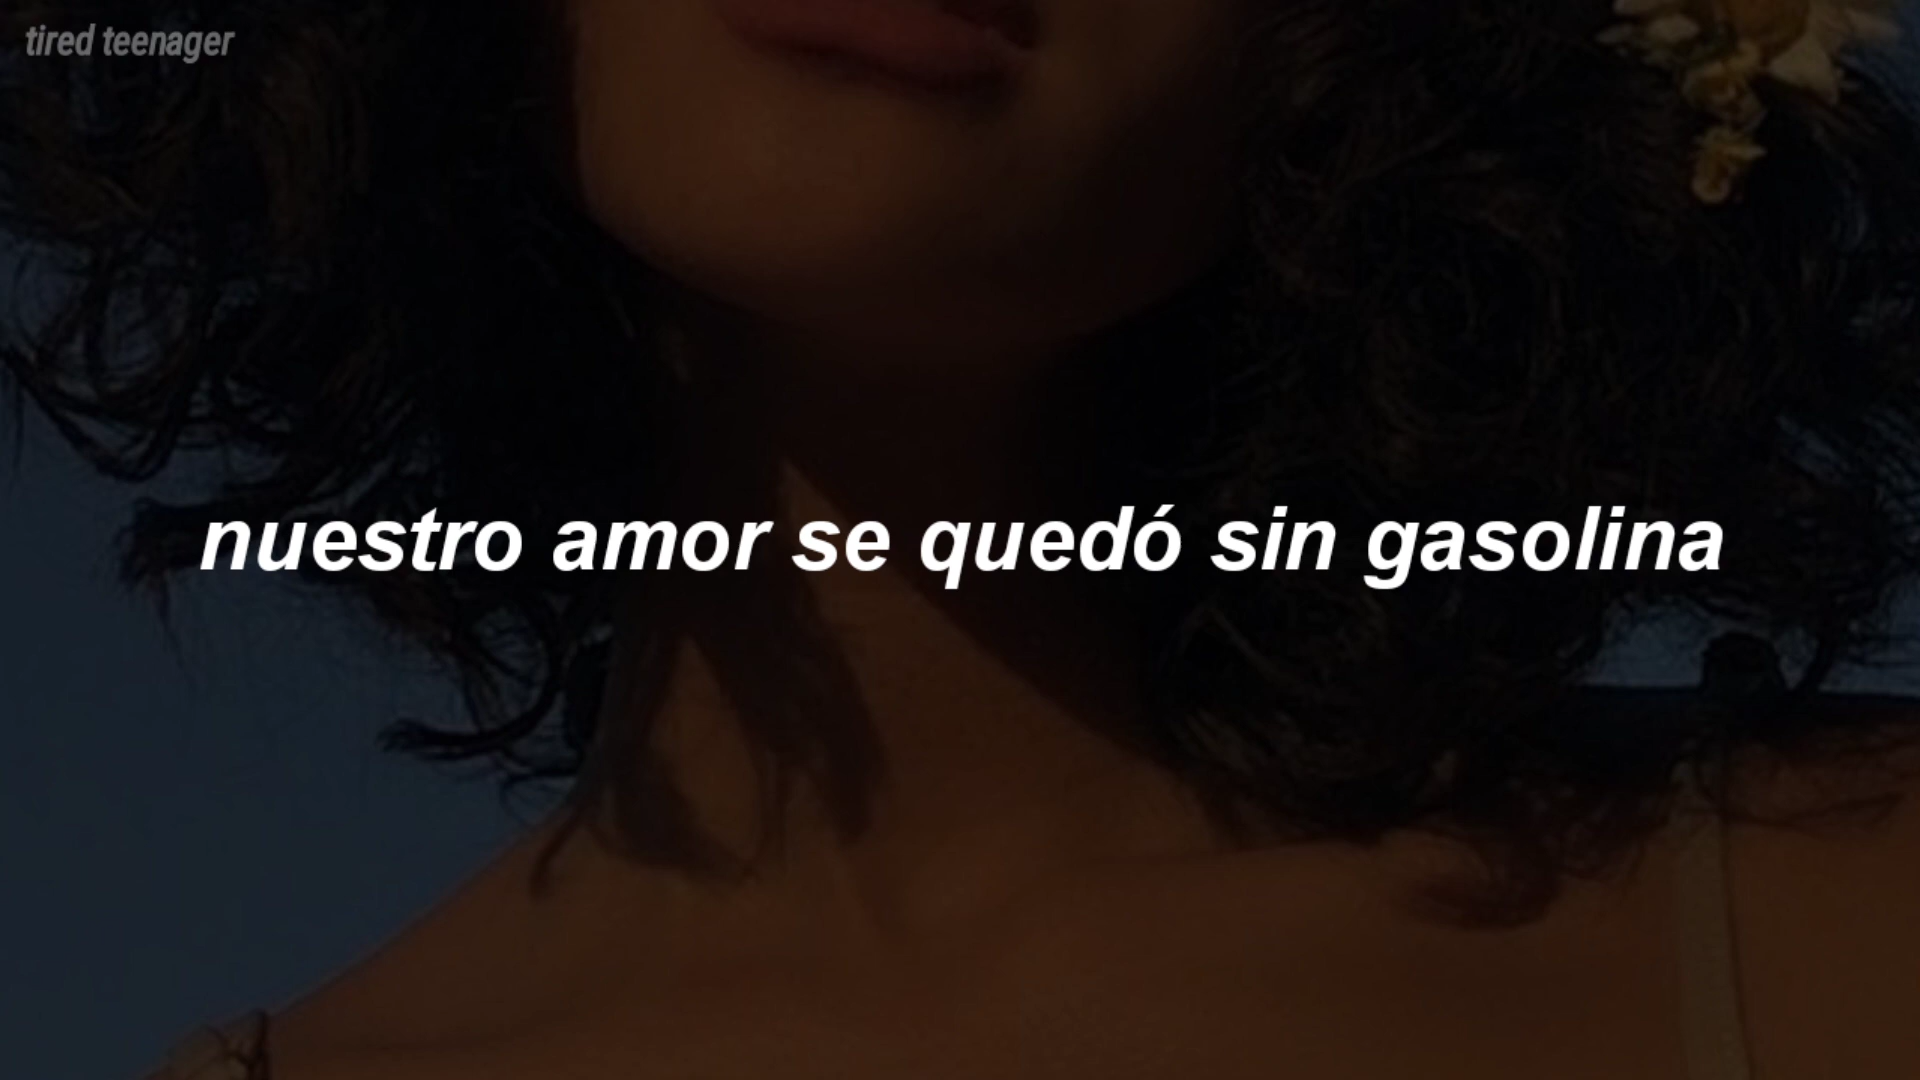 tired teenager
nuestro amor se quedó sin gasolina